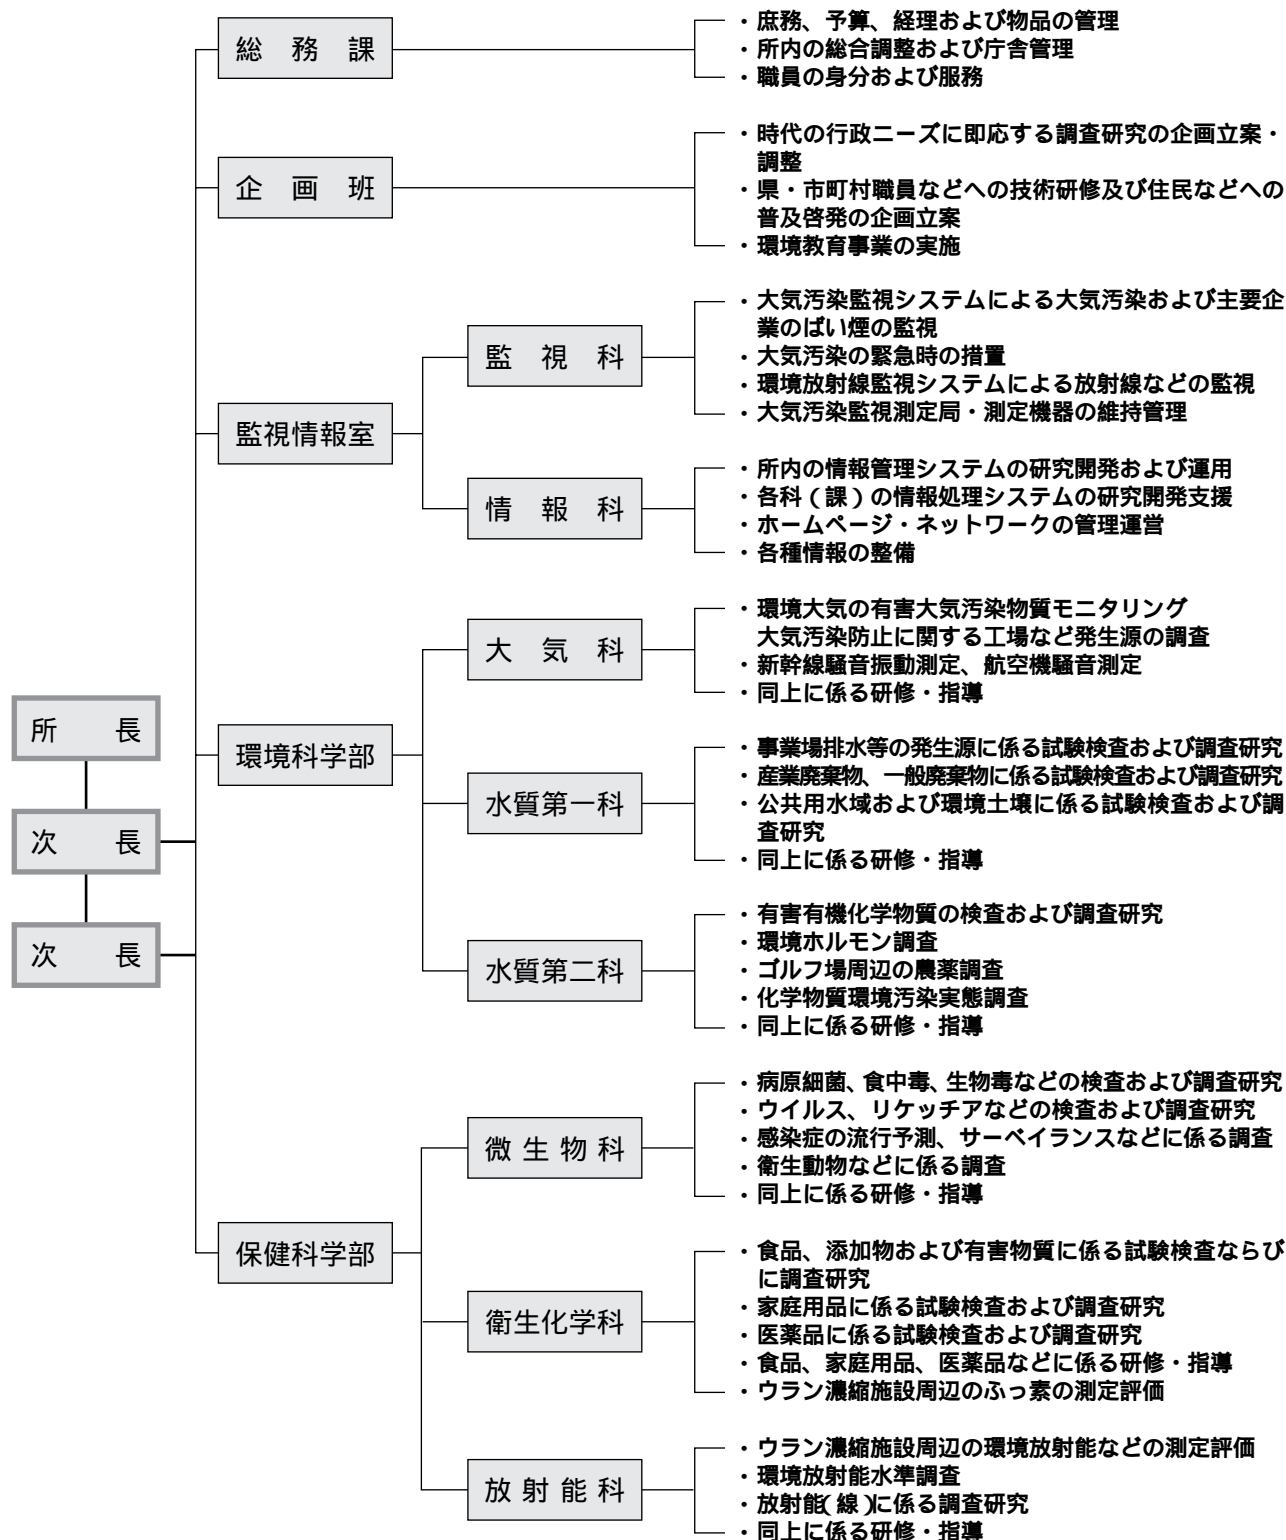 総務課
・庶務、予算、経理および物品の管理
・所内の総合調整および庁舎管理
・職員の身分および服務
企画班
・時代の行政ニーズに即応する調査研究の企画立案・
調整
・県・市町村職員などへの技術研修及び住民などへの
普及啓発の企画立案
・環境教育事業の実施
監視情報室
監視科
・大気汚染監視システムによる大気汚染および主要企
業のばい煙の監視
・大気汚染の緊急時の措置
・環境放射線監視システムによる放射線などの監視
・大気汚染監視測定局・測定機器の維持管理
情報科
・所内の情報管理システムの研究開発および運用
・各科（課）の情報処理システムの研究開発支援
・ホームページ・ネットワークの管理運営
・各種情報の整備
所長
次長
次長
環境科学部
大気科
・環境大気の有害大気汚染物質モニタリング
大気汚染防止に関する工場など発生源の調査
・新幹線騒音振動測定、航空機騒音測定
・同上に係る研修・指導
水質第一科
・事業場排水等の発生源に係る試験検査および調査研究
・産業廃棄物、一般廃棄物に係る試験検査および調査研究
・公共用水域および環境土壌に係る試験検査および調
査研究
・同上に係る研修・指導
水質第二科
・有害有機化学物質の検査および調査研究
・環境ホルモン調査
・ゴルフ場周辺の農薬調査
・化学物質環境汚染実態調査
・同上に係る研修・指導
保健科学部
微生物科
・病原細菌、食中毒、生物毒などの検査および調査研究
・ウイルス、リケッチアなどの検査および調査研究
・感染症の流行予測、サーベイランスなどに係る調査
・衛生動物などに係る調査
・同上に係る研修・指導
衛生化学科
・食品、添加物および有害物質に係る試験検査ならび
に調査研究
・家庭用品に係る試験検査および調査研究
・医薬品に係る試験検査および調査研究
・食品、家庭用品、医薬品などに係る研修・指導
・ウラン濃縮施設周辺のふっ素の測定評価
放射能科
・ウラン濃縮施設周辺の環境放射能などの測定評価
・環境放射能水準調査
・放射能(線)に係る調査研究
・同上に係る研修・指導